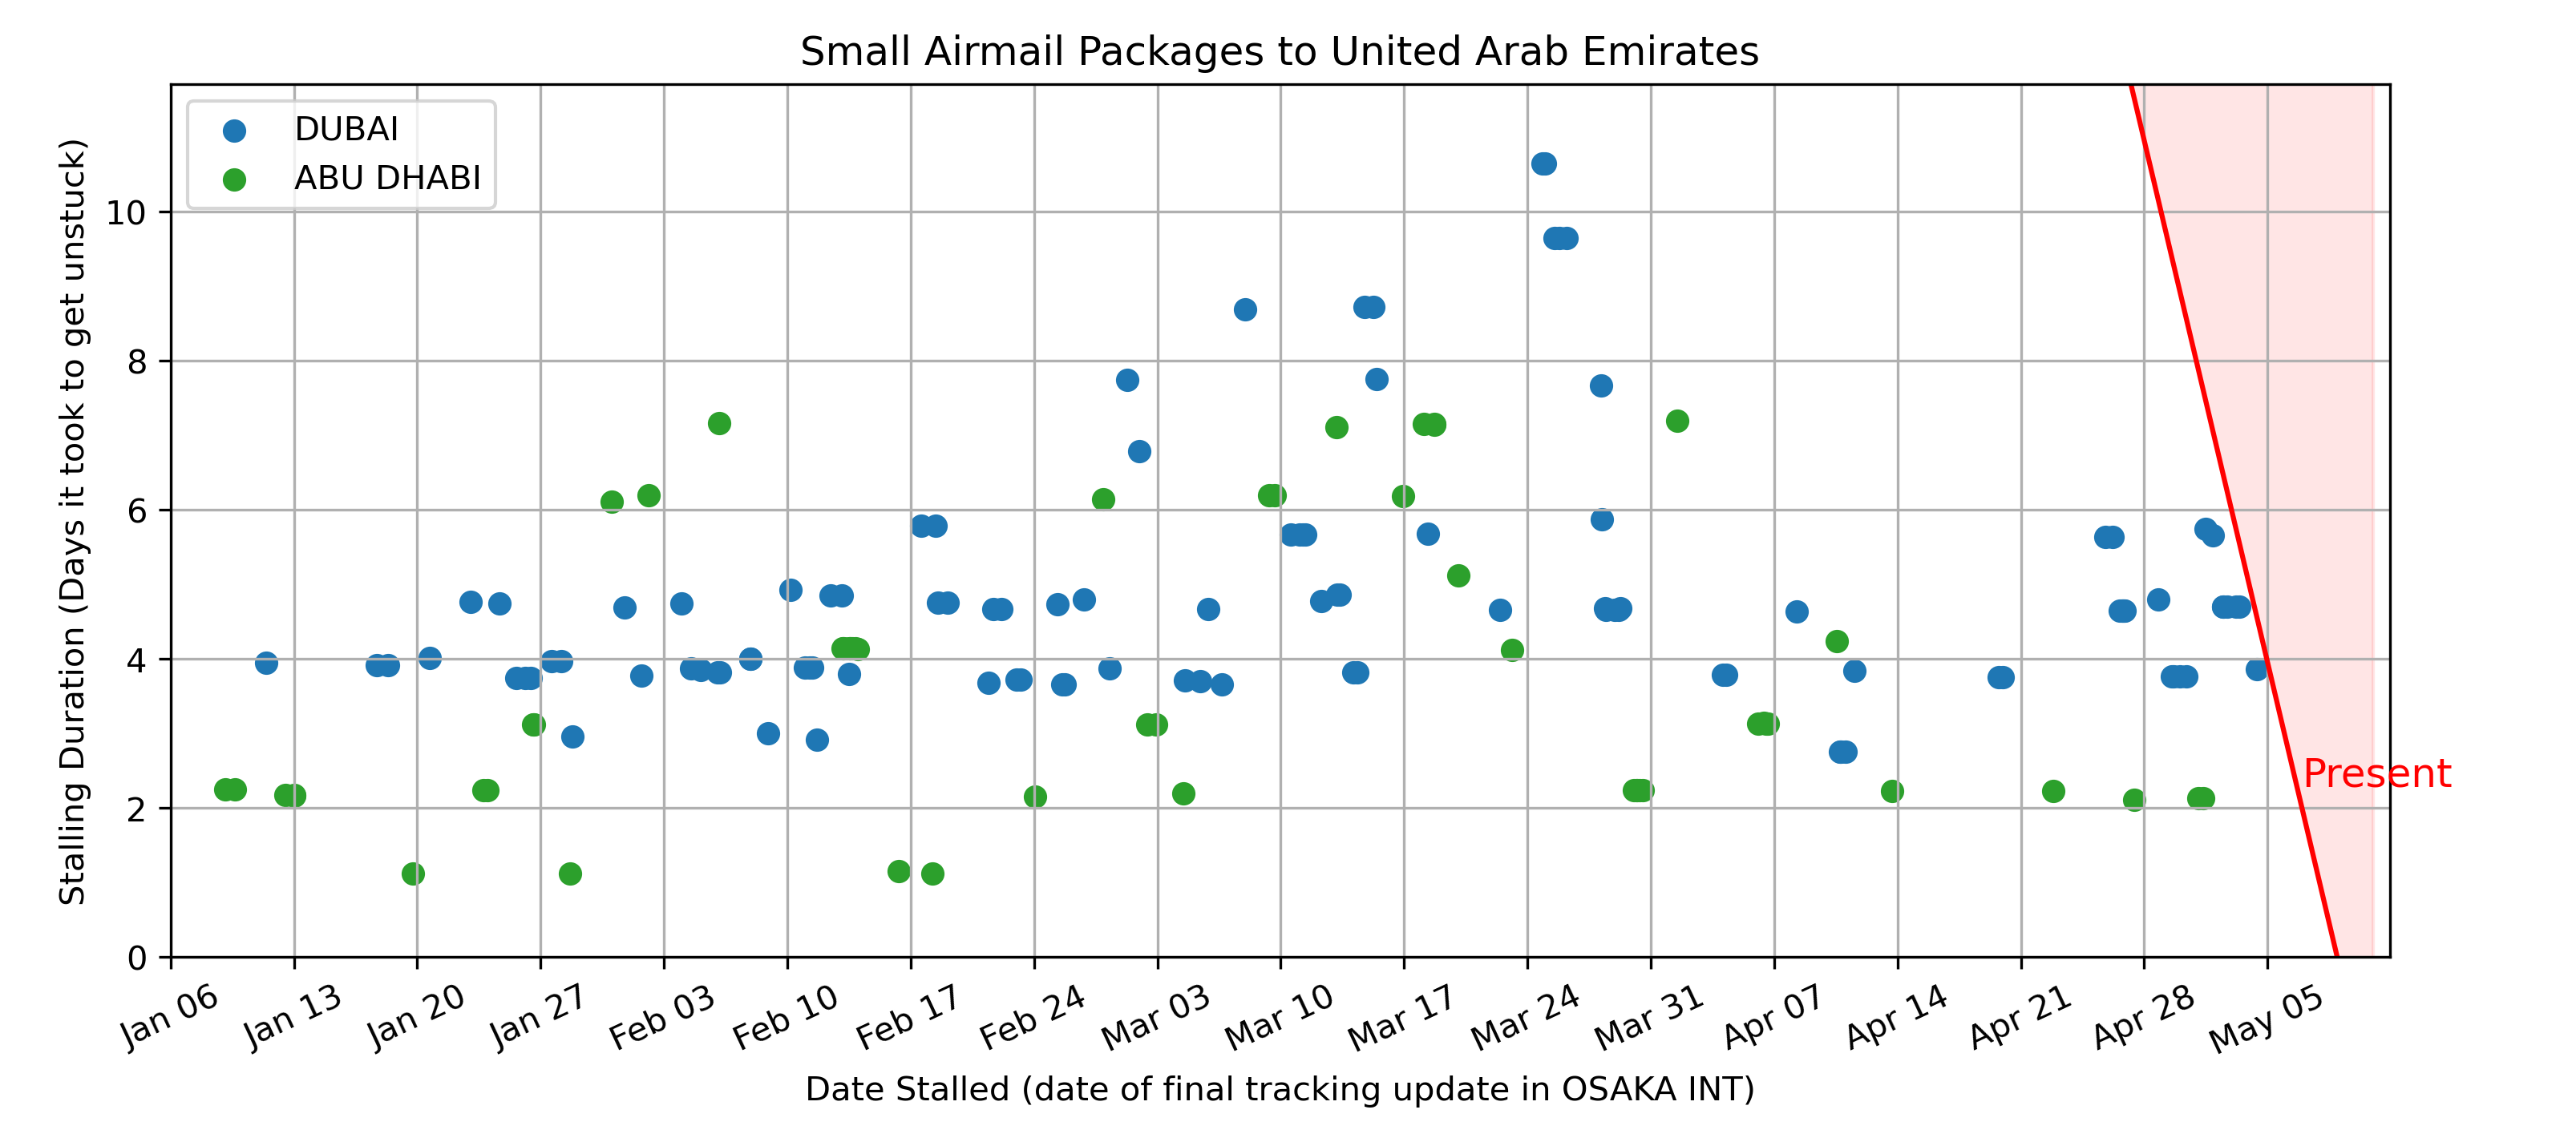 Small Airmail Packages to United Arab Emirates
DUBAI
ABU DHABI
Stalling Duration (Days it took to get unstuck)
10
8
6
4
2
0
Present
Jan 06
Jan 13
Jan 20
Jan 27
Feb 03
Feb 10
Feb 17
Feb 24
Mar 03
Mar 10
Mar 17
Mar 24
Mar 31
Apr 07
Apr 14
Apr 21
Apr 28
May 05
Date Stalled (date of final tracking update in OSAKA INT)